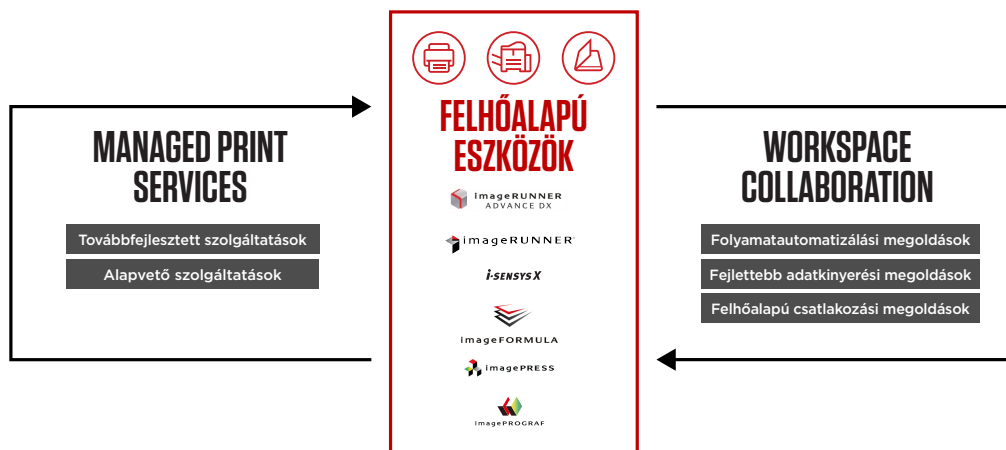 MANAGED PRINT
SERVICES
Továbbfejlesztett szolgáltatások
Alapvető szolgáltatások
FELHŐALAPÚ
ESZKÖZÖK
imageRUNNER
ADVANCE DX
imageRUNNER
i-SENSYS X
imageFORMULA
imagePRESS
imagePROGRAF
WORKSPACE
COLLABORATION
Folyamatautomatizálási megoldások
Fejlettebb adatkinyerési megoldások
Felhőalapú csatlakozási megoldások